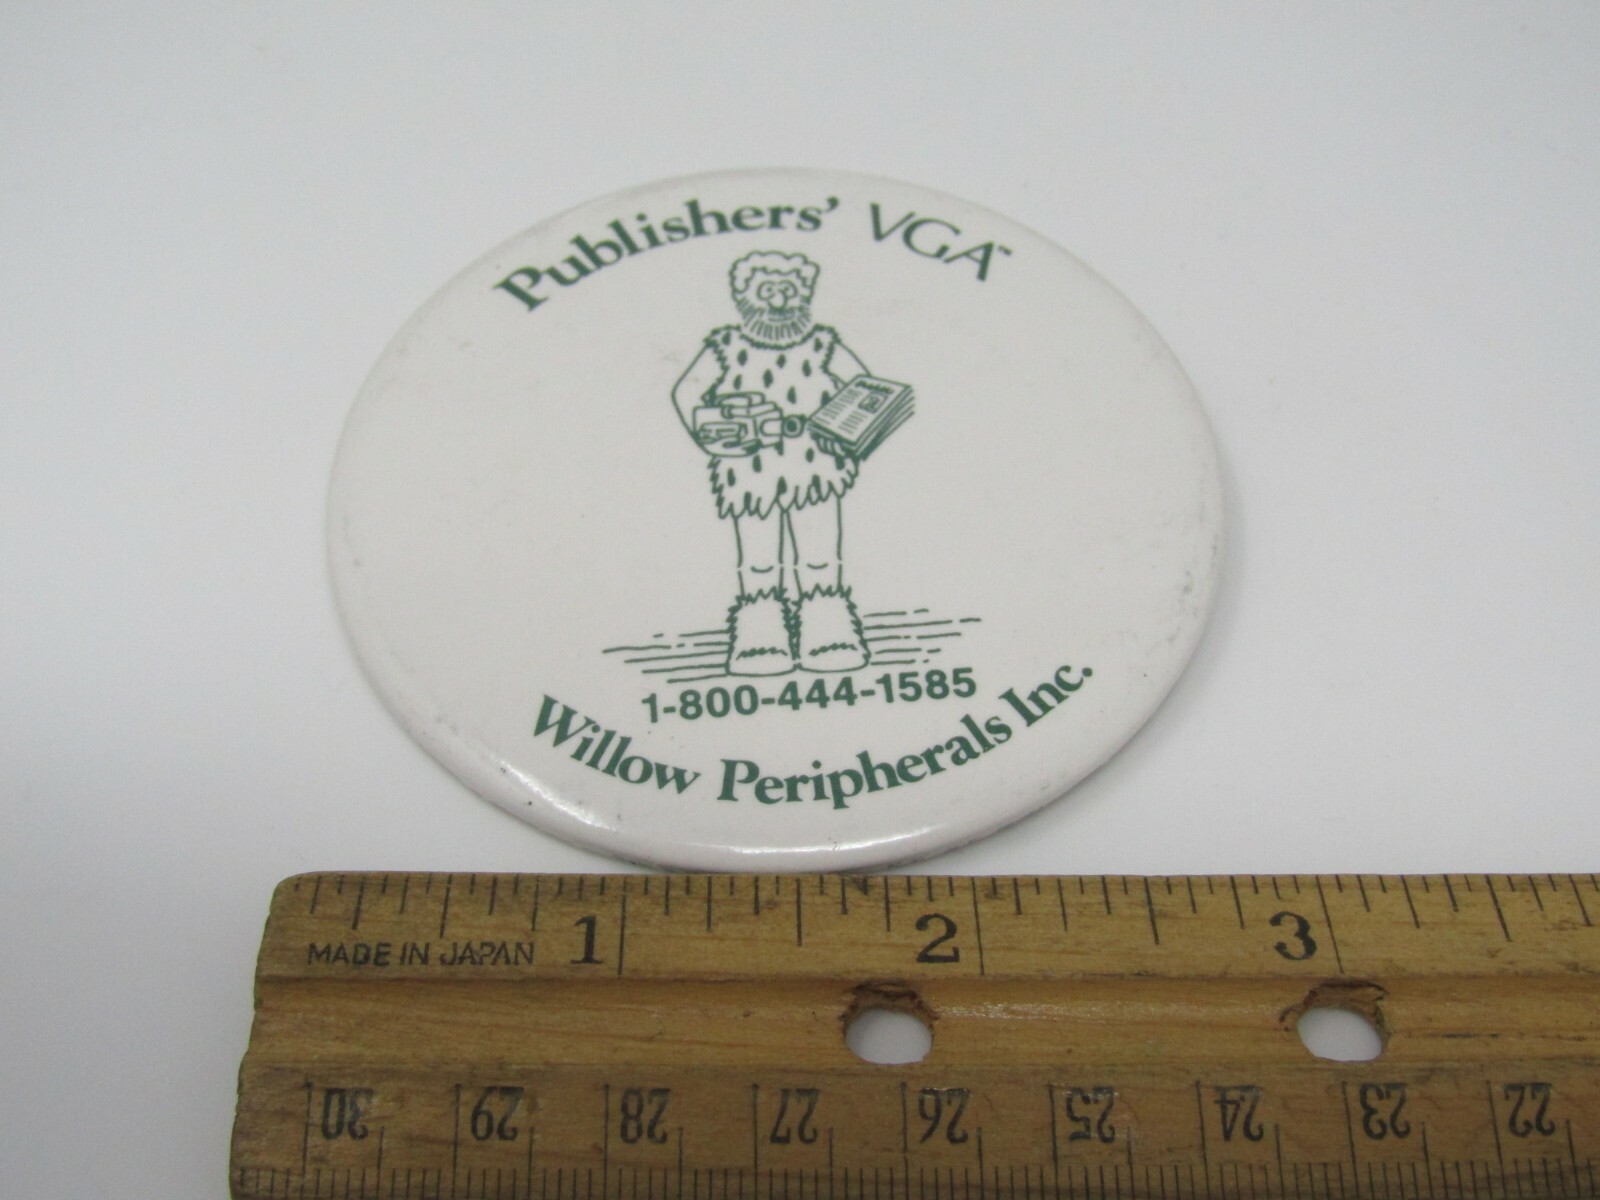 Publishers' VGA™
1-800-444-1585
Willow Peripherals Inc.
1 2 3
MADE IN JAPAN
30 29 28 27 26 25 24 23 22